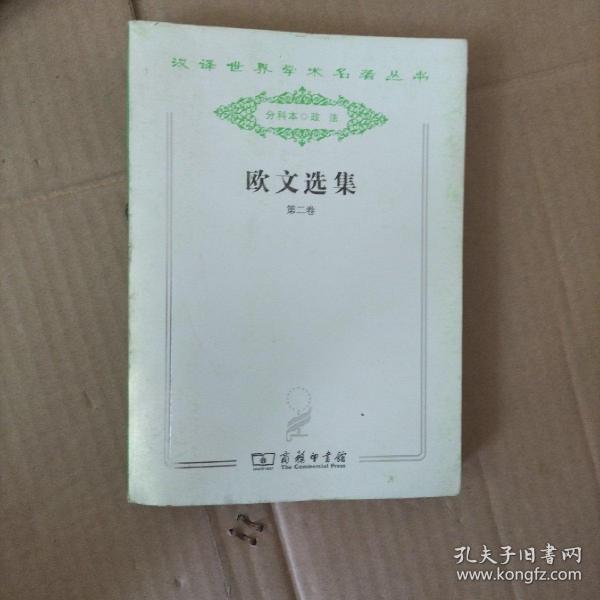 汉译世界学术名著丛书
分科本○政 法
欧文选集
第二卷
商务印书馆
The Commercial Press
孔夫子旧书网
www.kongfz.com